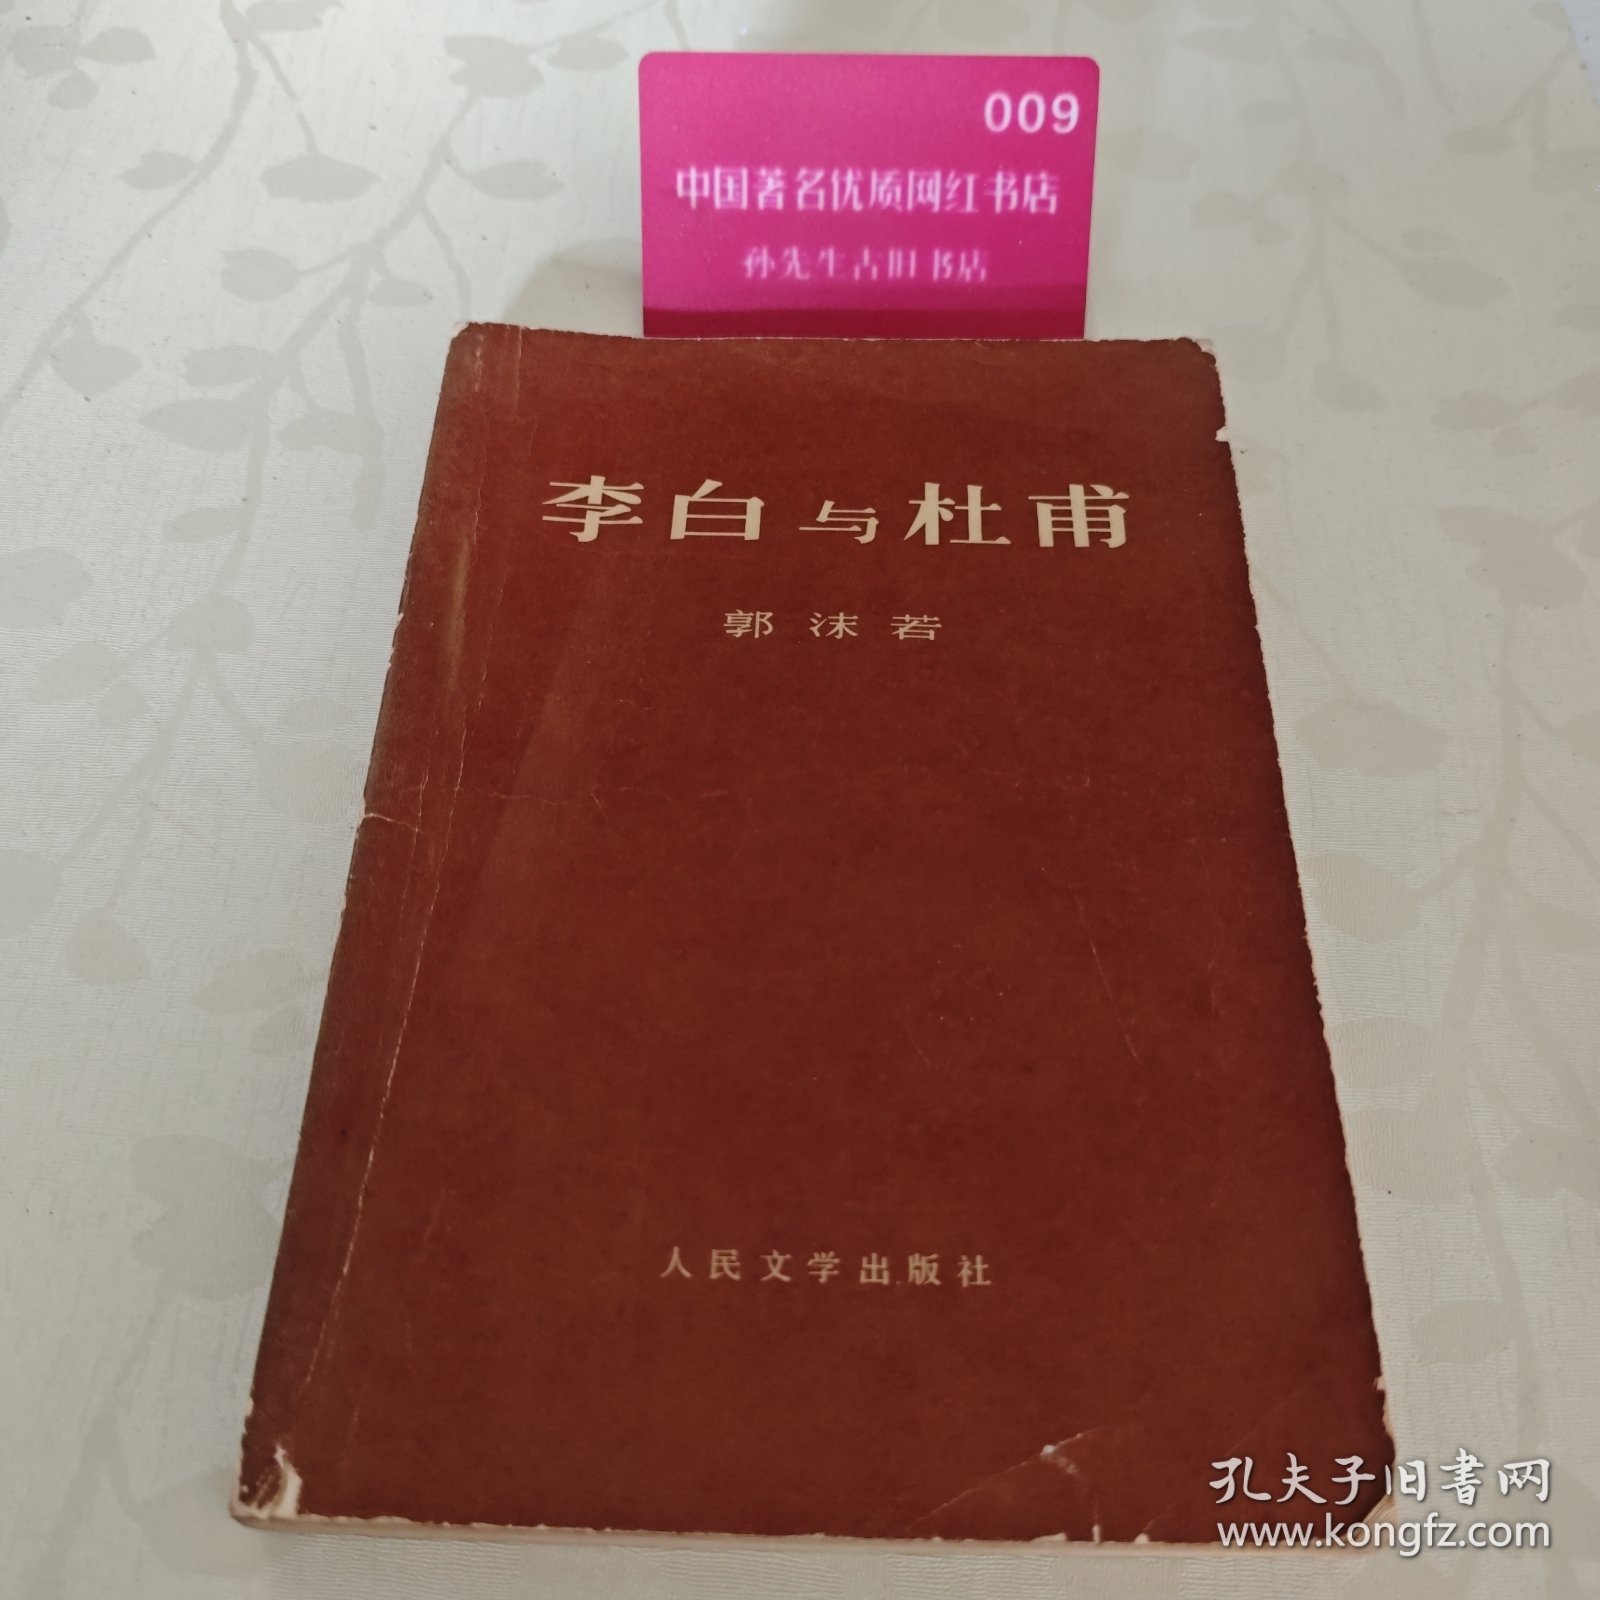 009
中国著名优质网红书店
孙先生古旧书店
李白与杜甫
郭沫若
人民文学出版社
孔夫子旧书网
www.kongfz.com